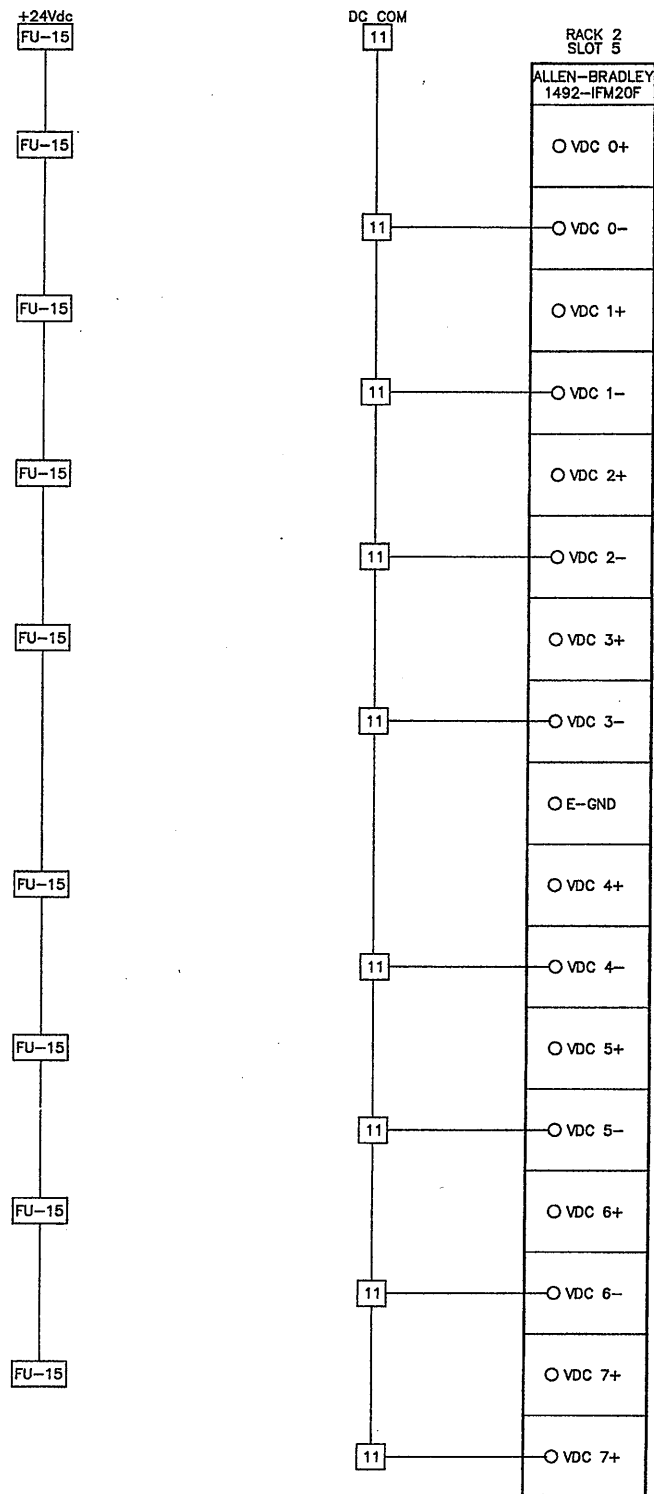 +24Vdc DC COM
FU-15 11 RACK 2
SLOT 5
ALLEN-BRADLEY
1492-IFM20F
FU-15 VDC 0+
11 VDC 0-
FU-15 VDC 1+
11 VDC 1-
FU-15 VDC 2+
11 VDC 2-
FU-15 VDC 3+
11 VDC 3-
E-GND
FU-15 VDC 4+
11 VDC 4-
FU-15 VDC 5+
11 VDC 5-
FU-15 VDC 6+
11 VDC 6-
FU-15 VDC 7+
11 VDC 7+